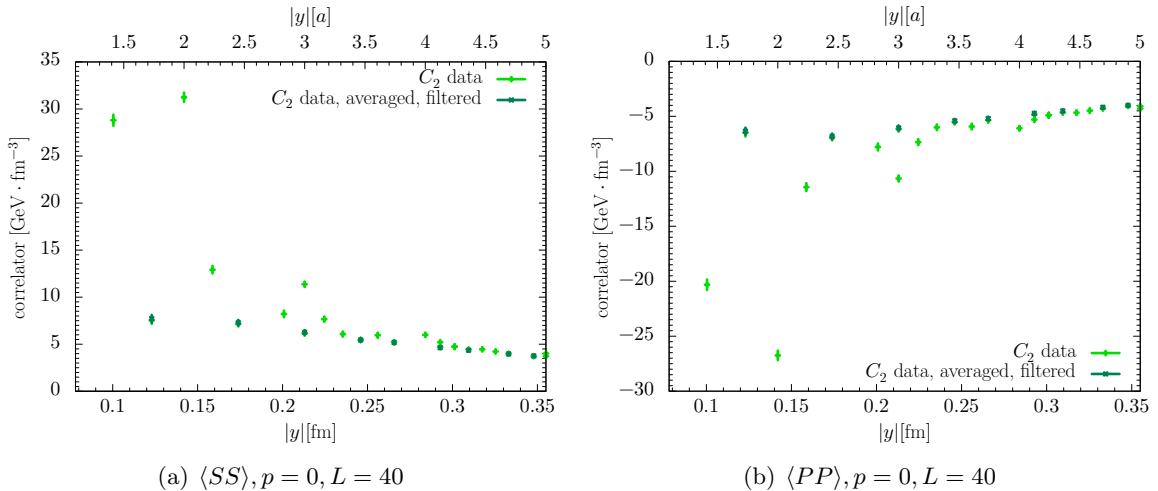 |y|[a]
1.5 2 2.5 3 3.5 4 4.5 5
35
30
25
20
15
10
5
0
correlator [GeV · fm⁻³]
C₂ data
C₂ data, averaged, filtered
0.1 0.15 0.2 0.25 0.3 0.35
|y|[fm]
(a) ⟨SS⟩, p = 0, L = 40
|y|[a]
1.5 2 2.5 3 3.5 4 4.5 5
0
−5
−10
−15
−20
−25
−30
correlator [GeV · fm⁻³]
C₂ data
C₂ data, averaged, filtered
0.1 0.15 0.2 0.25 0.3 0.35
|y|[fm]
(b) ⟨PP⟩, p = 0, L = 40